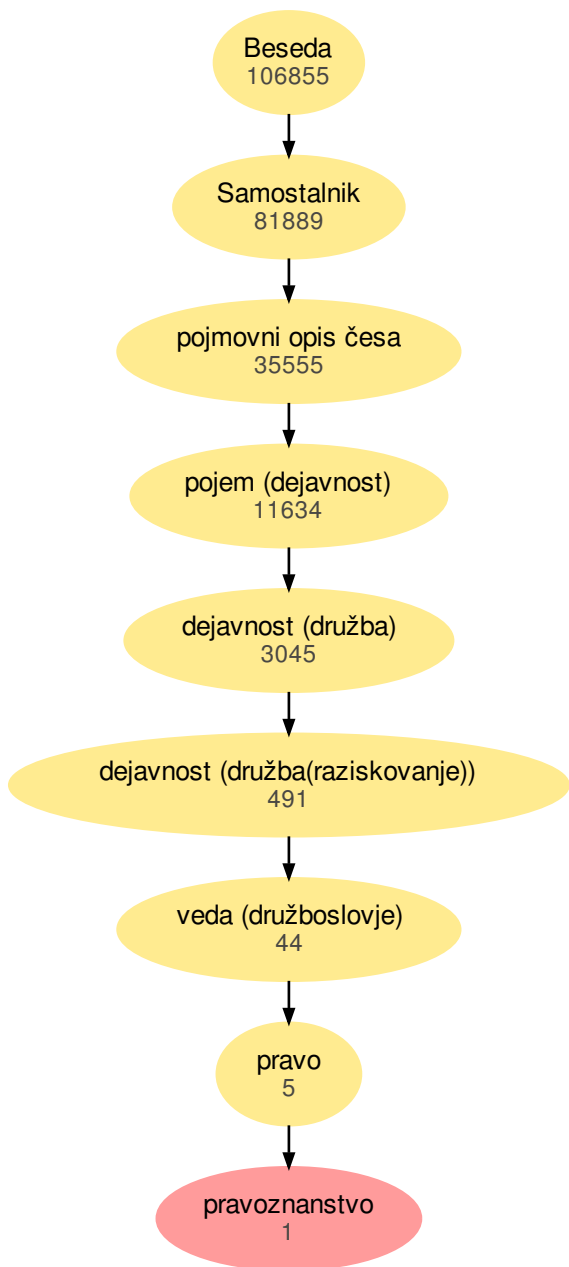 Beseda
106855
Samostalnik
81889
pojmovni opis česa
35555
pojem (dejavnost)
11634
dejavnost (družba)
3045
dejavnost (družba(raziskovanje))
491
veda (družboslovje)
44
pravo
5
pravoznanstvo
1